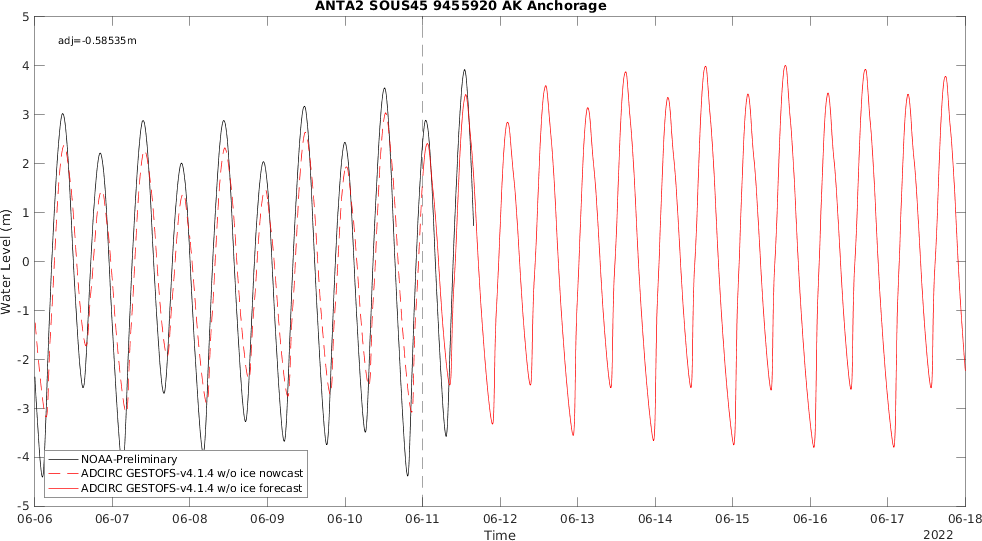 ANTA2 SOUS45 9455920 AK Anchorage
adj=-0.58535m
5
4
3
2
1
0
-1
-2
-3
-4
-5
Water Level (m)
NOAA-Preliminary
ADCIRC GESTOFS-v4.1.4 w/o ice nowcast
ADCIRC GESTOFS-v4.1.4 w/o ice forecast
06-06 06-07 06-08 06-09 06-10 06-11 06-12 06-13 06-14 06-15 06-16 06-17 06-18
Time
2022